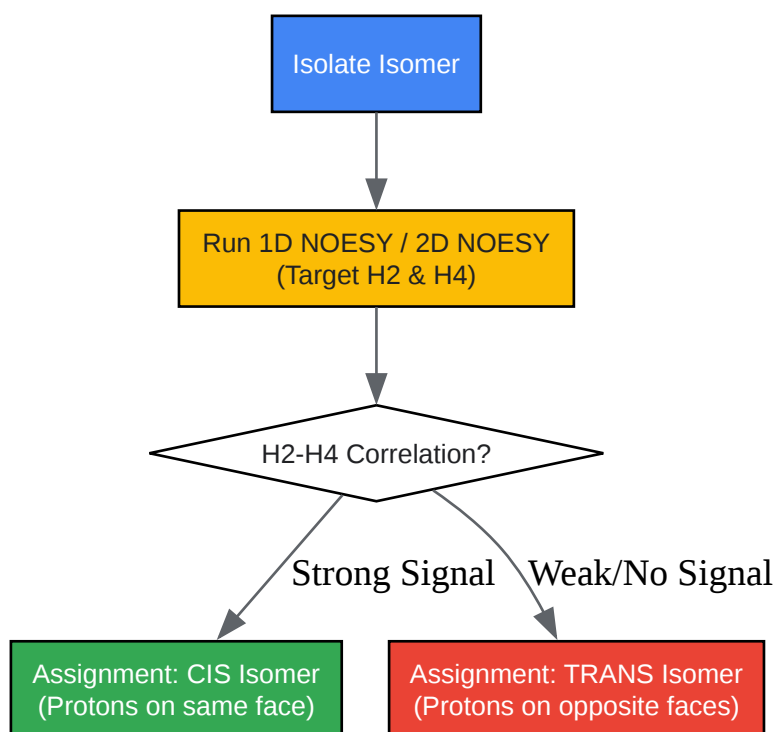 Isolate Isomer
Run 1D NOESY / 2D NOESY
(Target H2 & H4)
H2-H4 Correlation?
Strong Signal
Weak/No Signal
Assignment: CIS Isomer
(Protons on same face)
Assignment: TRANS Isomer
(Protons on opposite faces)